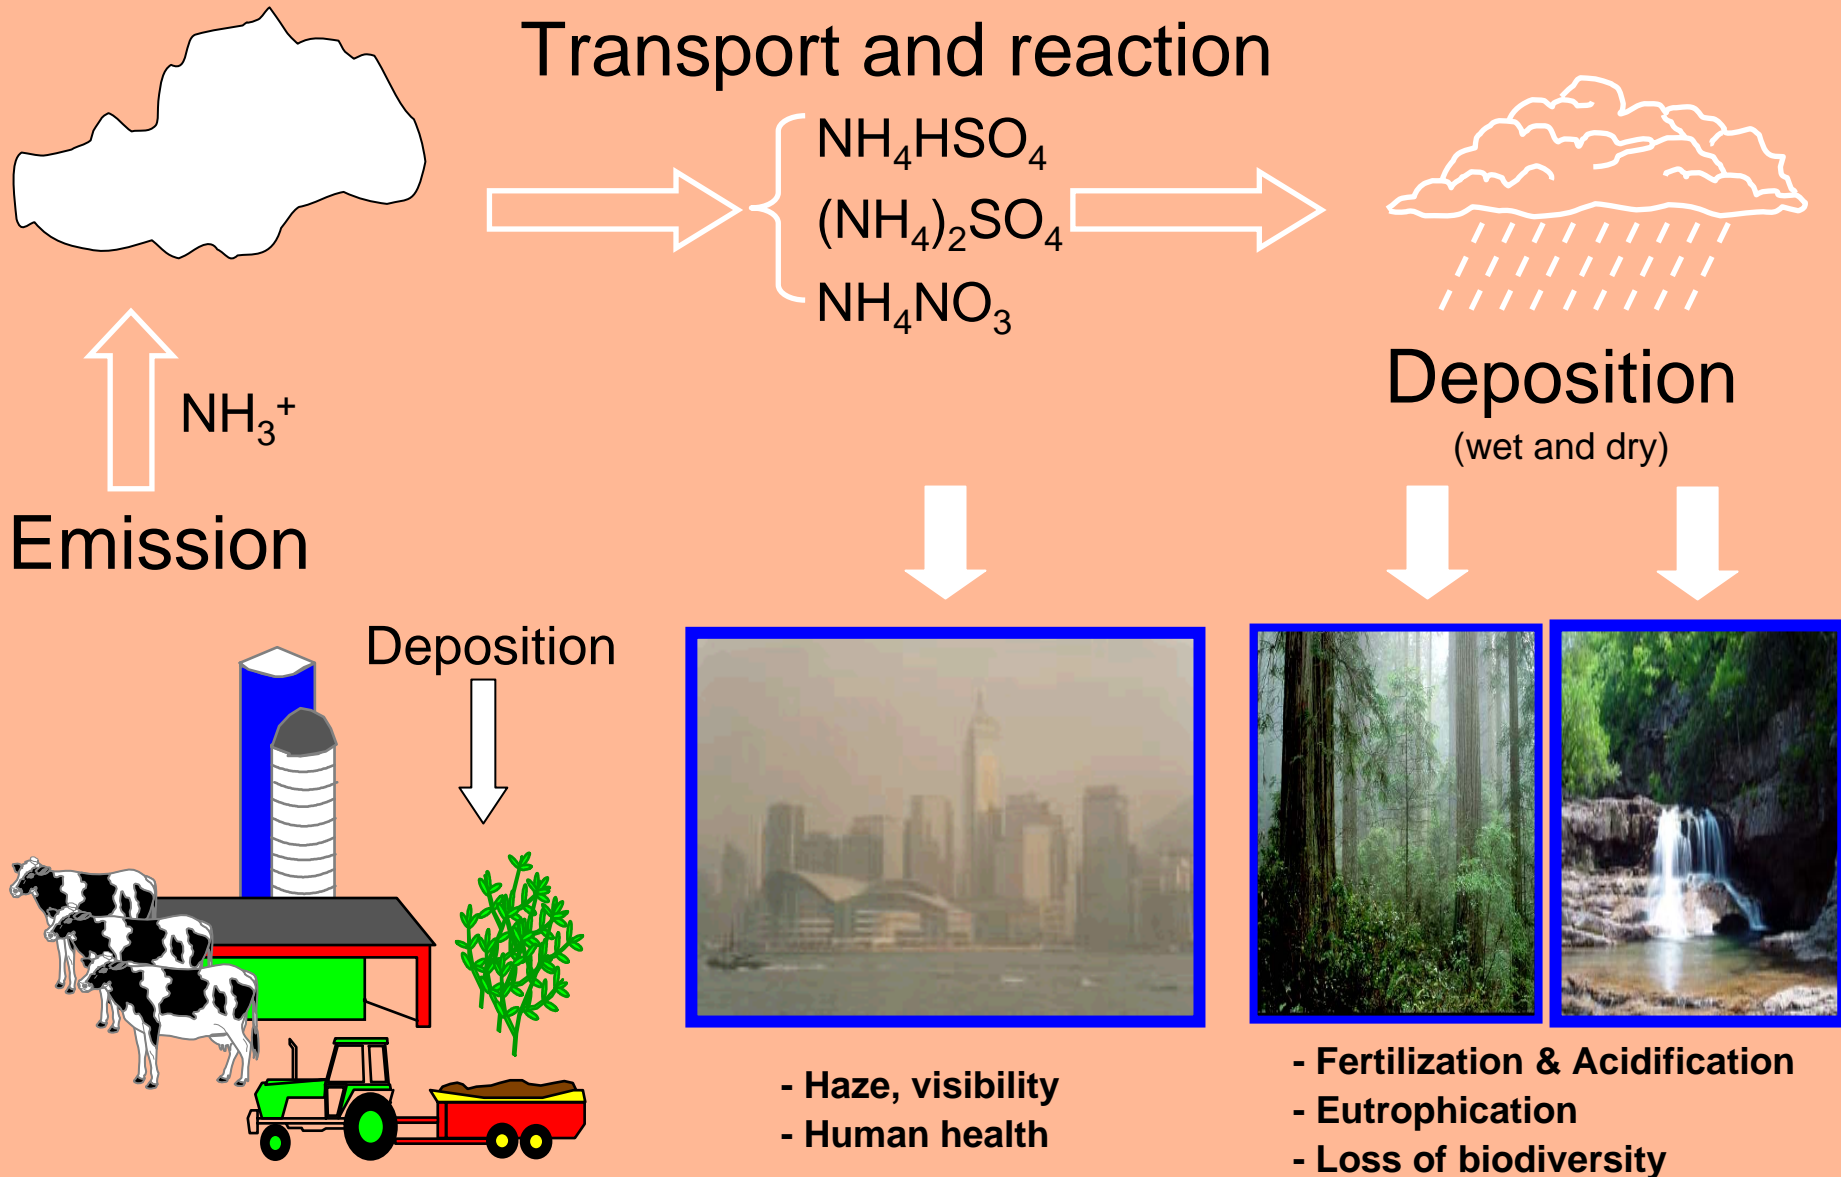 Transport and reaction
NH₄HSO₄
(NH₄)₂SO₄
NH₄NO₃
NH₃⁺
Emission
Deposition
(wet and dry)
Deposition
- Haze, visibility
- Human health
- Fertilization & Acidification
- Eutrophication
- Loss of biodiversity